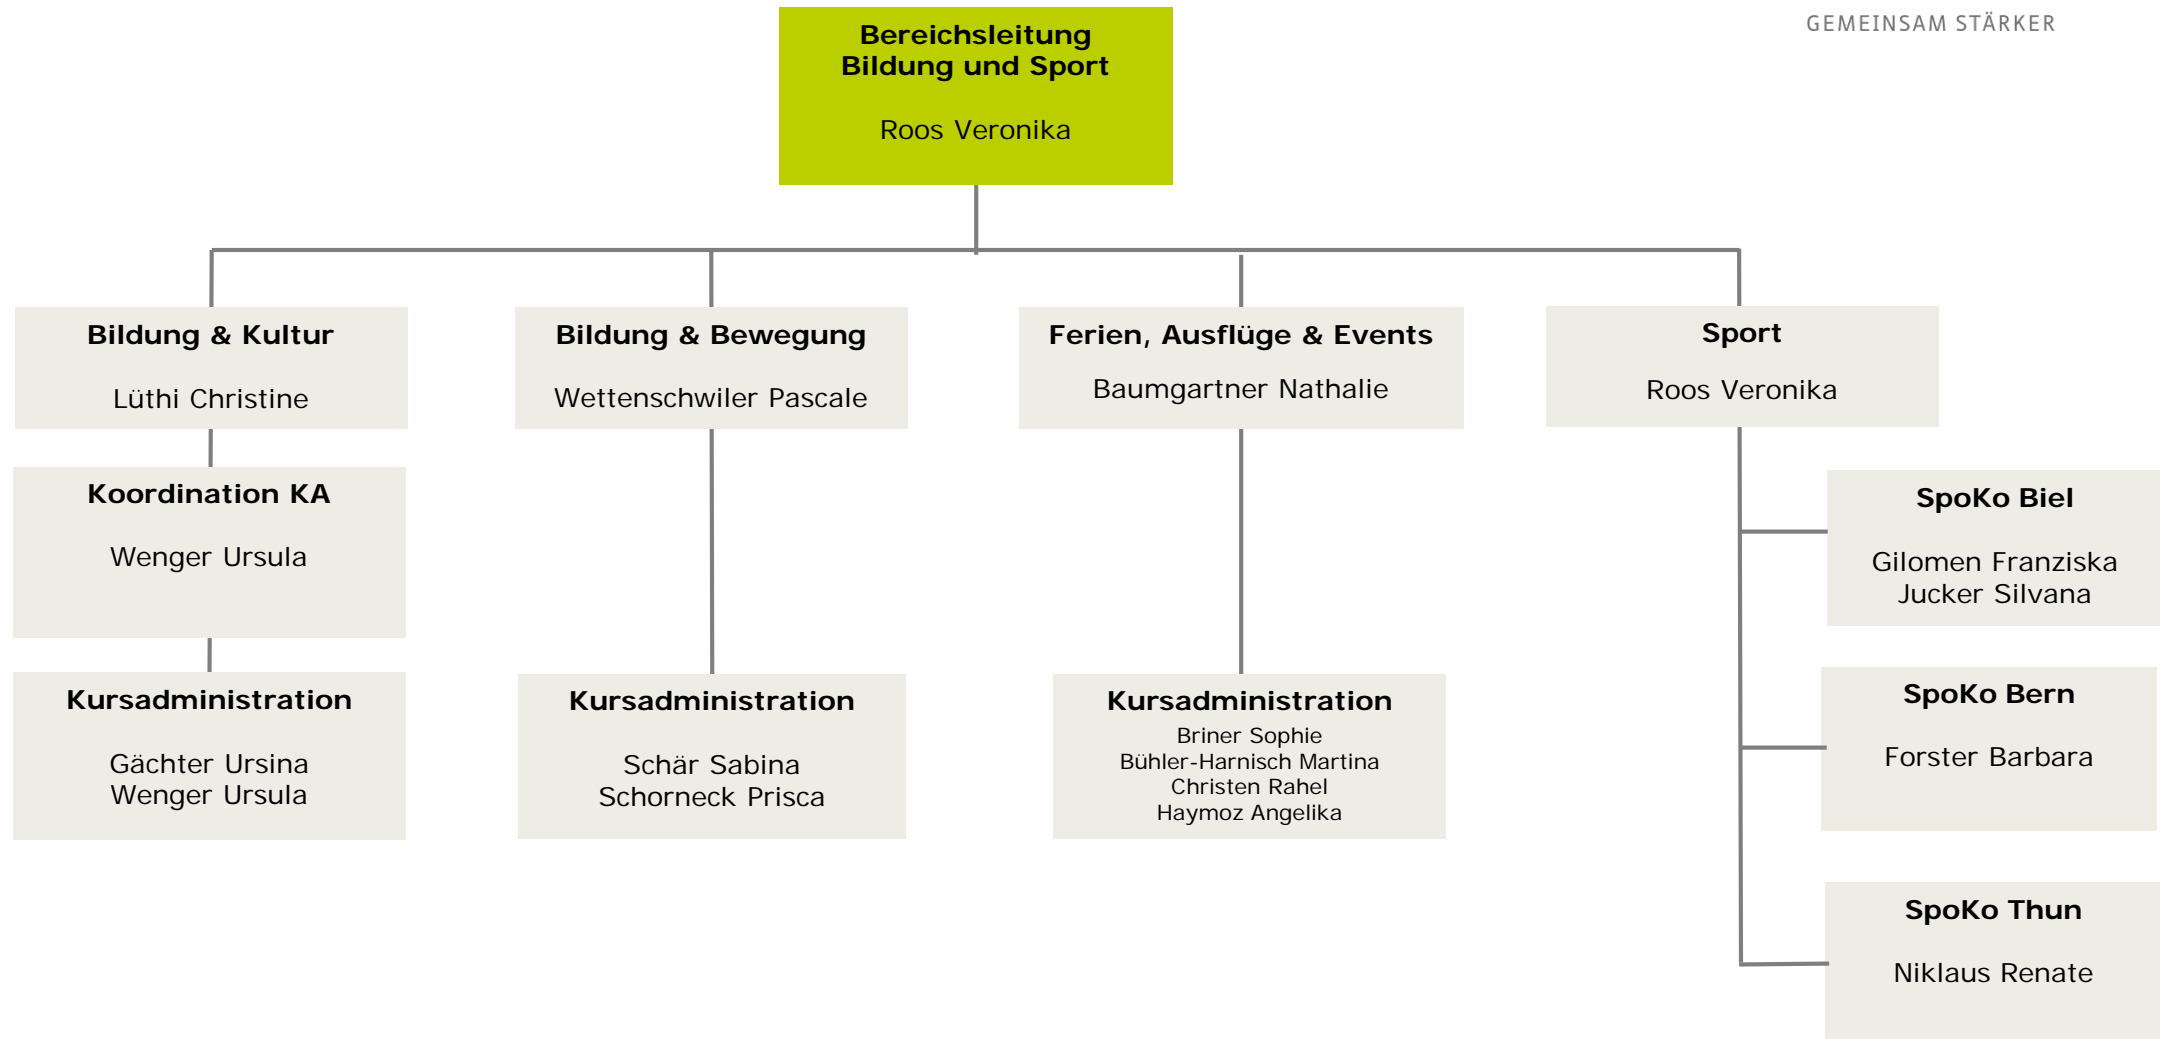 GEMEINSAM STÄRKER
Bereichsleitung
Bildung und Sport
Roos Veronika
Bildung & Kultur
Lüthi Christine
Bildung & Bewegung
Wettenschwiler Pascale
Ferien, Ausflüge & Events
Baumgartner Nathalie
Sport
Roos Veronika
Koordination KA
Wenger Ursula
Kursadministration
Gächter Ursina
Wenger Ursula
Kursadministration
Schär Sabina
Schorneck Prisca
Kursadministration
Briner Sophie
Bühler-Harnisch Martina
Christen Rahel
Haymoz Angelika
SpoKo Biel
Gilomen Franziska
Jucker Silvana
SpoKo Bern
Forster Barbara
SpoKo Thun
Niklaus Renate